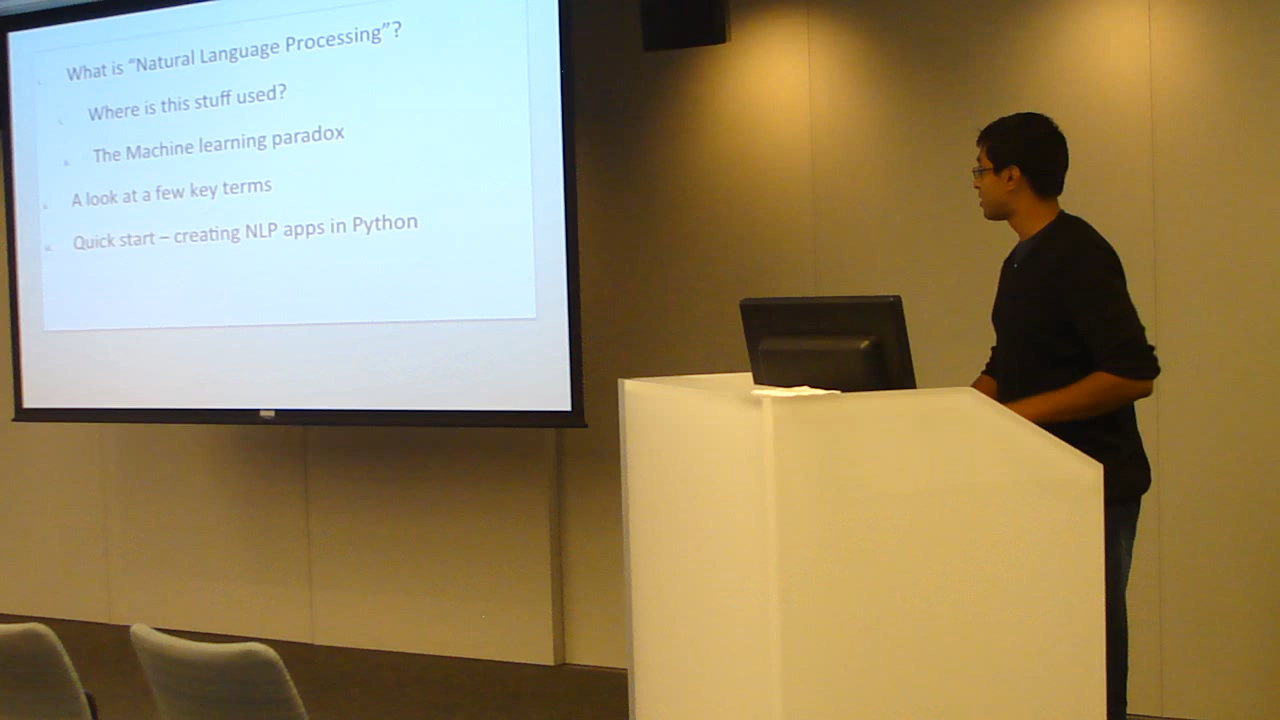 What is “Natural Language Processing”?
Where is this stuff used?
The Machine learning paradox
A look at a few key terms
Quick start – creating NLP apps in Python